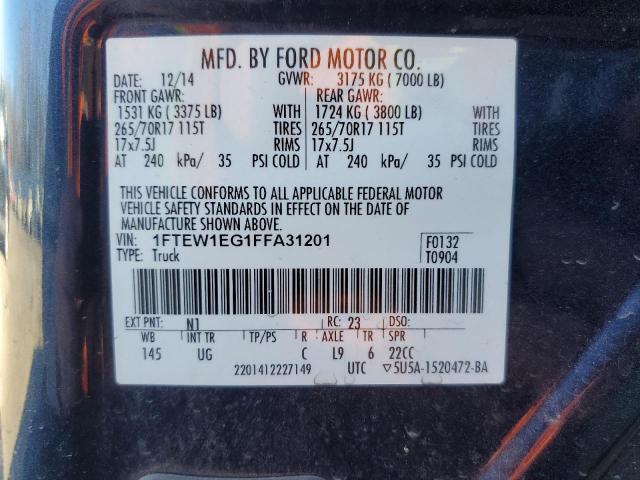 MFD. BY FORD MOTOR CO.
DATE: 12/14 GVWR: 3175 KG ( 7000 LB)
FRONT GAWR: REAR GAWR:
1531 KG ( 3375 LB) WITH 1724 KG ( 3800 LB) WITH
265/70R17 115T TIRES 265/70R17 115T TIRES
17x7.5J RIMS 17x7.5J RIMS
AT 240 kPa/ 35 PSI COLD AT 240 kPa/ 35 PSI COLD
THIS VEHICLE CONFORMS TO ALL APPLICABLE FEDERAL MOTOR
VEHICLE SAFETY STANDARDS IN EFFECT ON THE DATE OF
MANUFACTURE SHOWN ABOVE.
VIN: 1FTEW1EG1FFA31201 F0132
TYPE: Truck T0904
EXT PNT: N1 RC: 23 DSO:
WB INT TR TP/PS R AXLE TR SPR
145 UG C L9 6 22CC
2201412227149 UTC ▽5U5A-1520472-BA